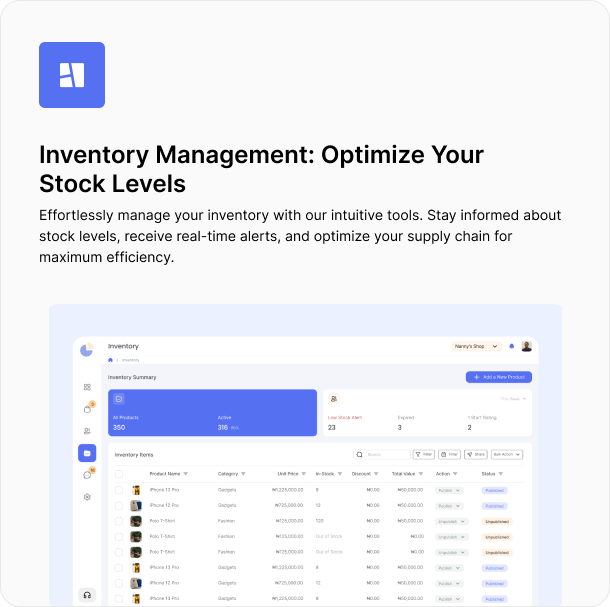 Inventory Management: Optimize Your
Stock Levels
Effortlessly manage your inventory with our intuitive tools. Stay informed about
stock levels, receive real-time alerts, and optimize your supply chain for
maximum efficiency.
Inventory
Nanny's Shop
/ Inventory
Inventory Summary
+ Add a New Product
This Week
All Products Active Low Stock Alert Expired 1 Start Rating
350 316 23 3 2
Inventory Items Search Filter Filter Share Bulk Action
Product Name Category Unit Price In-Stock Discount Total Value Action Status
iPhone 13 Pro Gadgets ₦1,225,000.00 8 ₦0.00 ₦50,000.00 Publish Published
iPhone 12 Pro Gadgets ₦725,000.00 12 ₦0.00 ₦50,000.00 Publish Published
Polo T-Shirt Fashion ₦125,000.00 120 ₦0.00 ₦50,000.00 Unpublish Unpublished
Polo T-Shirt Fashion ₦125,000.00 Out of Stock ₦0.00 ₦0.00 Unpublish Unpublished
Polo T-Shirt Fashion ₦125,000.00 Out of Stock ₦0.00 ₦0.00 Unpublish Unpublished
iPhone 13 Pro Gadgets ₦1,225,000.00 8 ₦0.00 ₦50,000.00 Publish Published
iPhone 12 Pro Gadgets ₦725,000.00 12 ₦0.00 ₦50,000.00 Publish Published
iPhone 13 Pro Gadgets ₦1,225,000.00 8 ₦0.00 ₦50,000.00 Publish Published